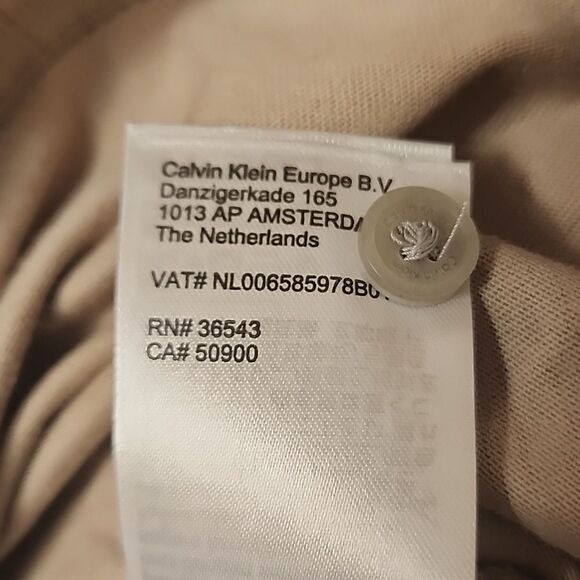 Calvin Klein Europe B.V
Danzigerkade 165
1013 AP AMSTERDA
The Netherlands
VAT# NL006585978B0
RN# 36543
CA# 50900